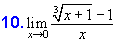 10. lim x→0 (∛(x+1) - 1)/x